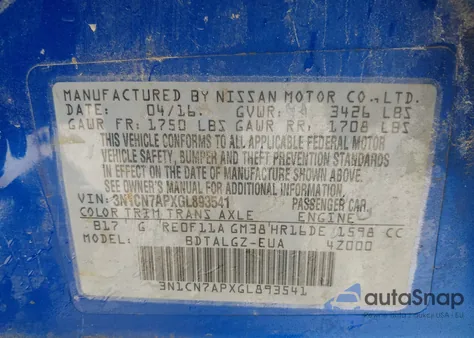 MANUFACTURED BY NISSAN MOTOR CO.,LTD.
DATE: 04/16. GVWR: 3426 LBS
GAWR FR: 1750 LBS GAWR RR: 1708 LBS
THIS VEHICLE CONFORMS TO ALL APPLICABLE FEDERAL MOTOR
VEHICLE SAFETY, BUMPER AND THEFT PREVENTION STANDARDS
IN EFFECT ON THE DATE OF MANUFACTURE SHOWN ABOVE.
SEE OWNER'S MANUAL FOR ADDITIONAL INFORMATION.
VIN: 3N1CN7APXGL893541 PASSENGER CAR.
COLOR TRIM TRANS AXLE ENGINE
B17 G RE0F11A GM38 HR16DE 1598 CC
MODEL: BDTALGZ-EUA 4Z000
3N1CN7APXGL893541
autaSnap